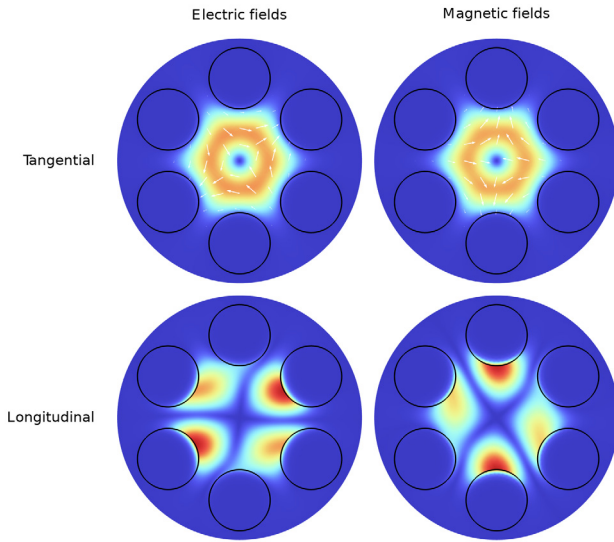 Electric fields
Magnetic fields
Tangential
Longitudinal